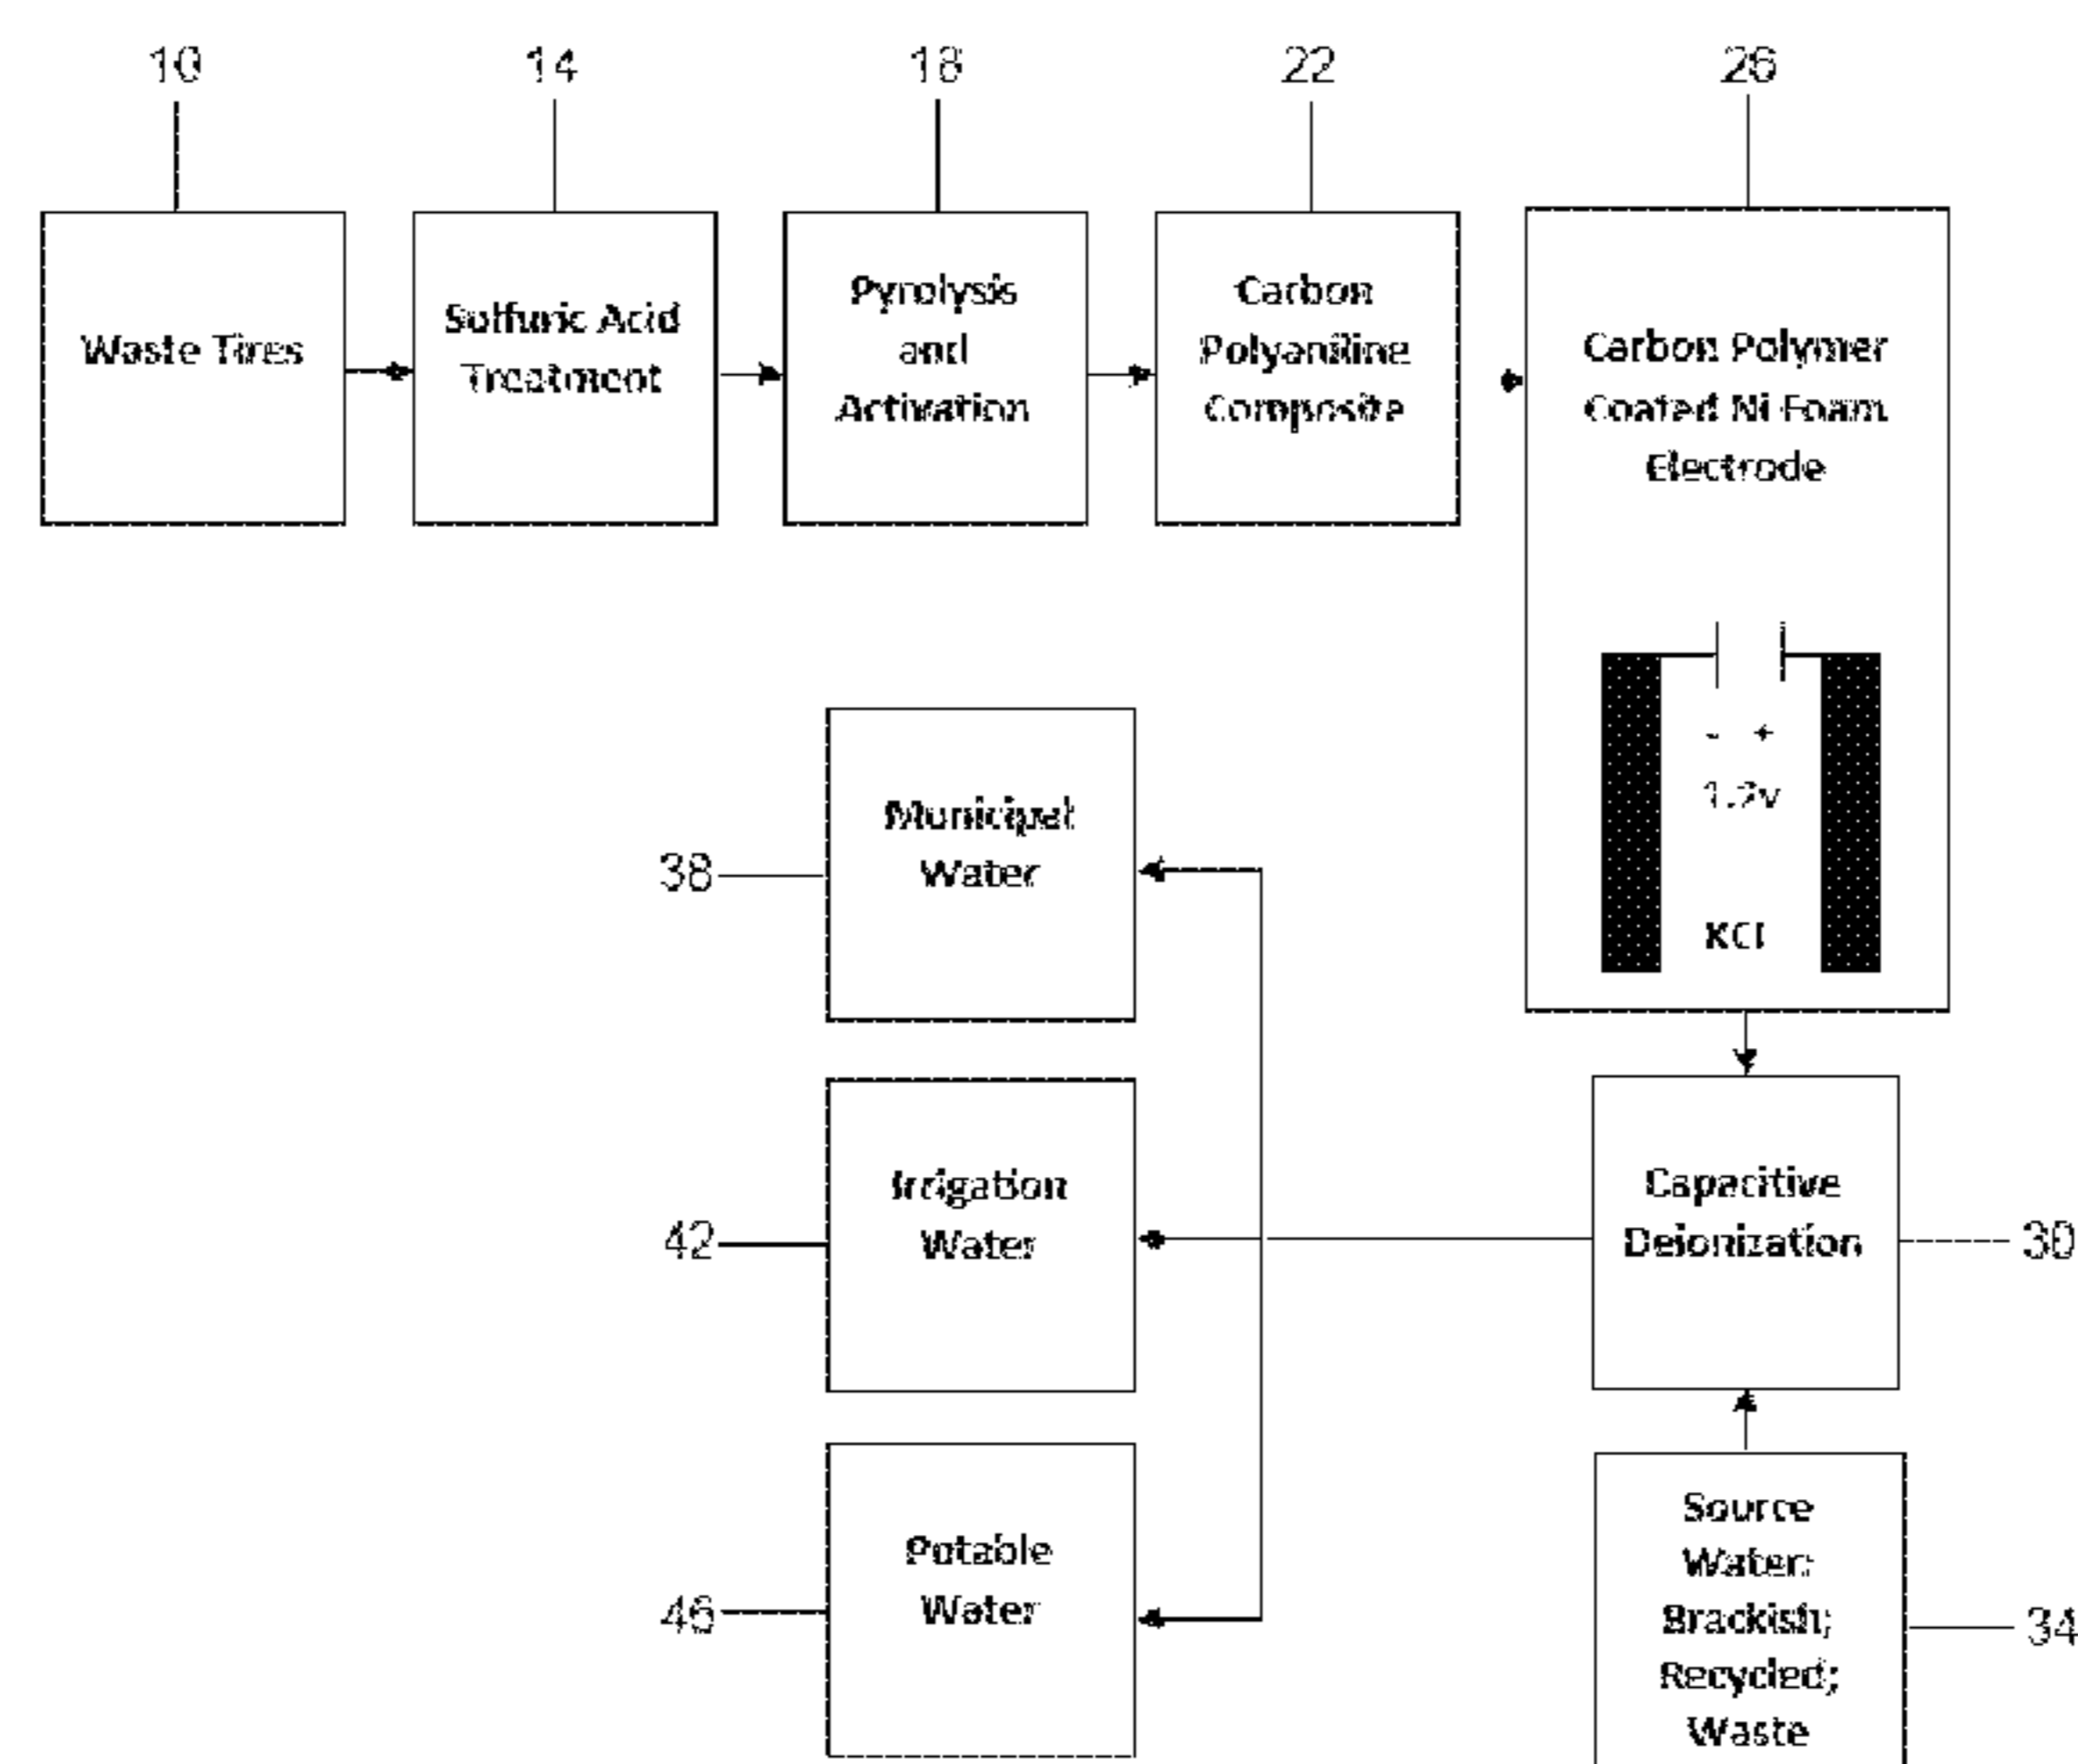 10
14
18
22
26
Waste Tires
Sulfuric Acid
Treatment
Pyrolysis
and
Activation
Carbon
Polyaniline
Composite
Carbon Polymer
Coated Ni Foam
Electrode
- +
1.2v
KCl
38
Municipal
Water
42
Irrigation
Water
Capacitive
Deionization
30
46
Potable
Water
Source
Water:
Brackish;
Recycled;
Waste
34